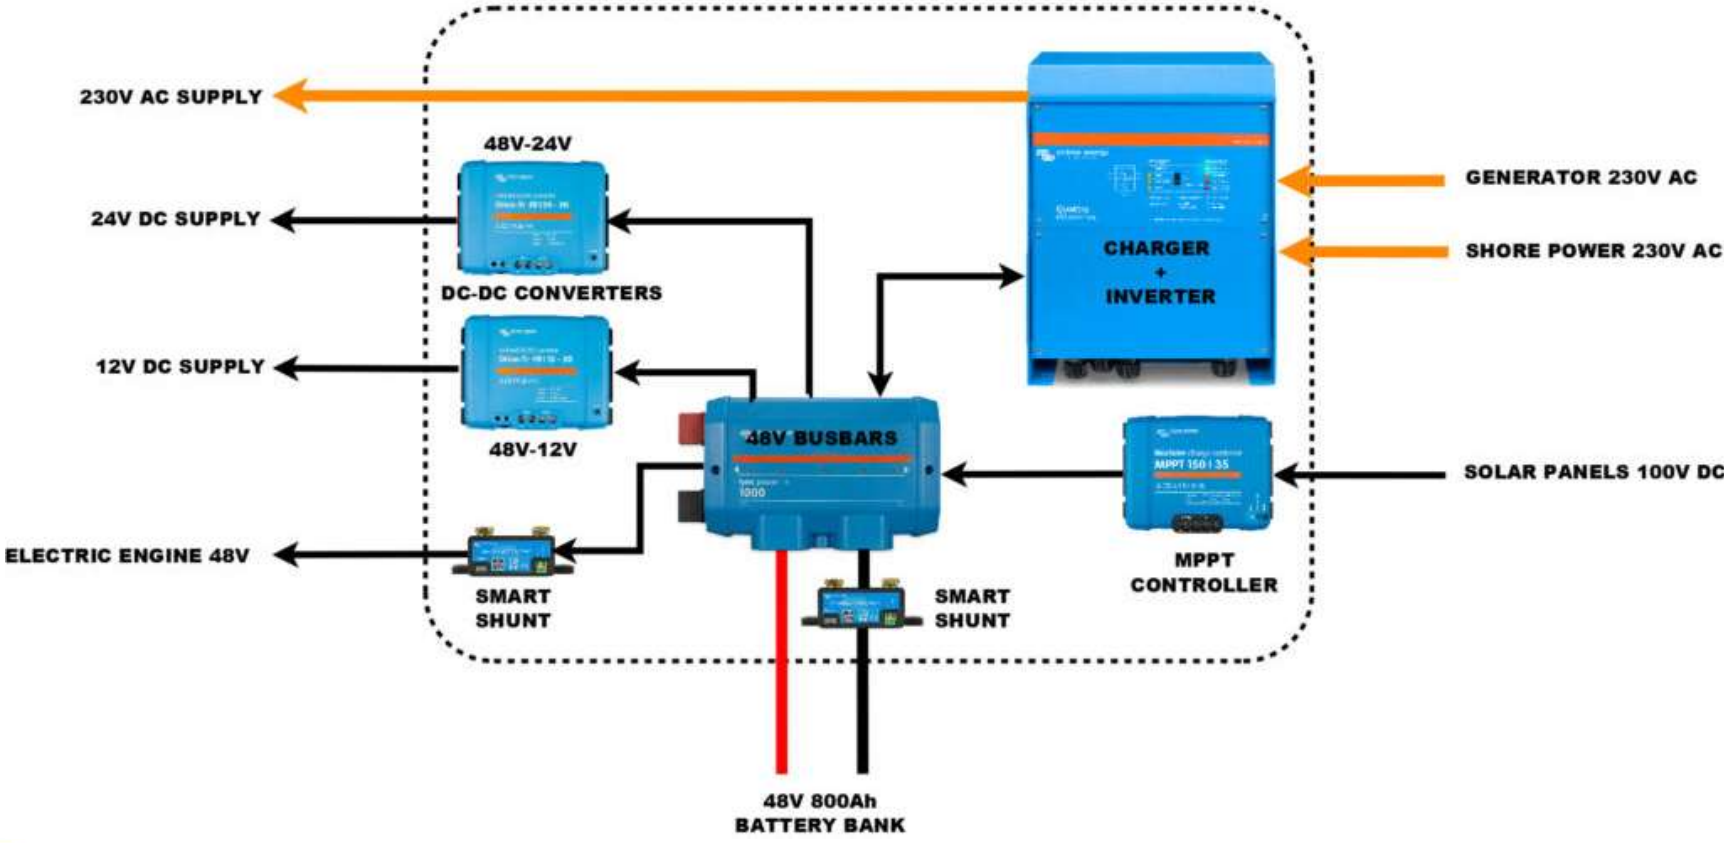 230V AC SUPPLY
48V-24V
24V DC SUPPLY
DC-DC CONVERTERS
12V DC SUPPLY
48V-12V
ELECTRIC ENGINE 48V
SMART
SHUNT
48V BUSBARS
1000
SMART
SHUNT
48V 800Ah
BATTERY BANK
CHARGER
+
INVERTER
GENERATOR 230V AC
SHORE POWER 230V AC
MPPT 150 | 35
MPPT
CONTROLLER
SOLAR PANELS 100V DC